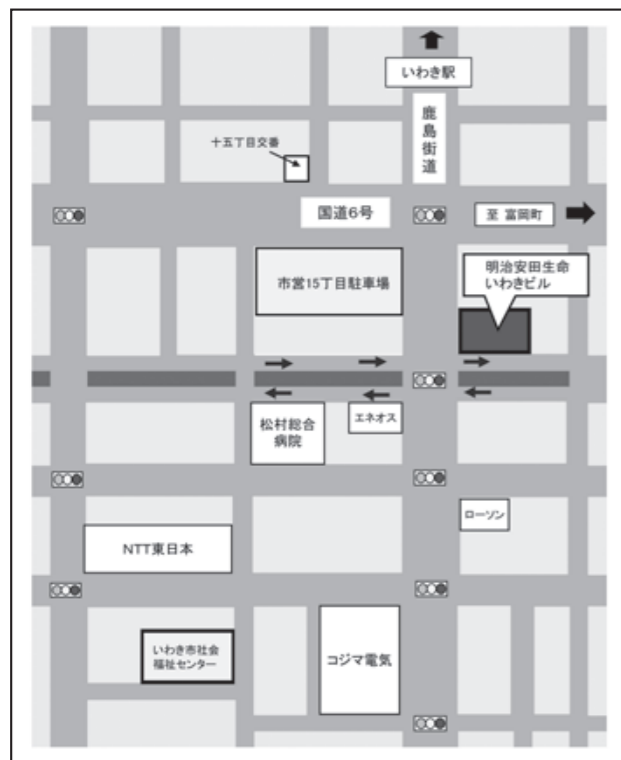 いわき駅
鹿島街道
十五丁目交番
国道6号
至 富岡町
市営15丁目駐車場
明治安田生命
いわきビル
松村総合
病院
エネオス
ローソン
NTT東日本
いわき市社会
福祉センター
コジマ電気